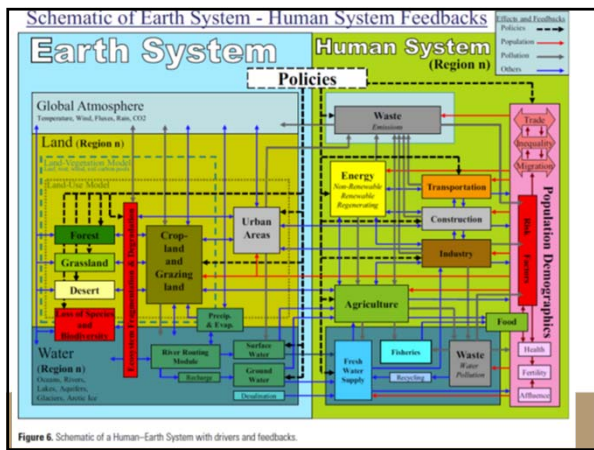 Schematic of Earth System - Human System Feedbacks
Effects and Feedbacks
Policies
Population
Pollution
Others
Earth System
Human System
(Region n)
Policies
Global Atmosphere
Temperature, Wind, Fluxes, Rain, CO2
Land (Region n)
Land-Vegetation Model
Land-Use Model
Forest
Grassland
Desert
Loss of Species
and
Biodiversity
Ecosystem Fragmentation & Degradation
Crop-
land
and
Grazing
land
Urban
Areas
Precip.
& Evap.
Water
(Region n)
Oceans, Rivers,
Lakes, Aquifers,
Glaciers, Arctic Ice
River Routing
Module
Recharge
Surface
Water
Ground
Water
Desalination
Waste
Emissions
Energy
Non-Renewable
Renewable
Regenerating
Transportation
Construction
Industry
Agriculture
Food
Fresh
Water
Supply
Fisheries
Recycling
Waste
Water
Pollution
Trade
Inequality
Migration
Risk
Factors
Population Demographics
Health
Fertility
Affluence
Figure 6. Schematic of a Human–Earth System with drivers and feedbacks.